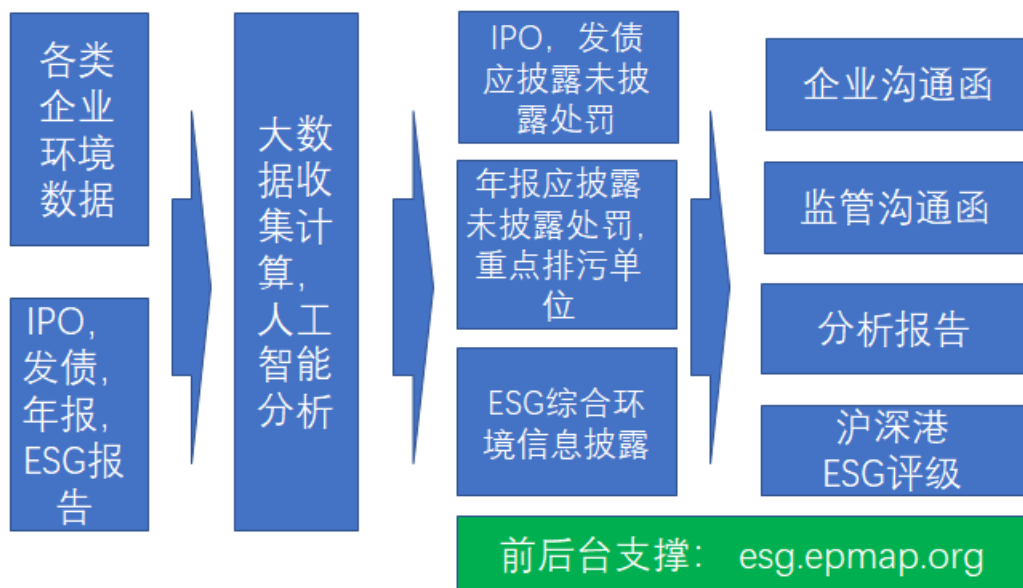 各类
企业
环境
数据
IPO，
发债，
年报，
ESG报
告
大数
据收
集计
算，
人工
智能
分析
IPO，发债
应披露未披
露处罚
年报应披露
未披露处罚，
重点排污单
位
ESG综合环
境信息披露
企业沟通函
监管沟通函
分析报告
沪深港
ESG评级
前后台支撑： esg.epmap.org